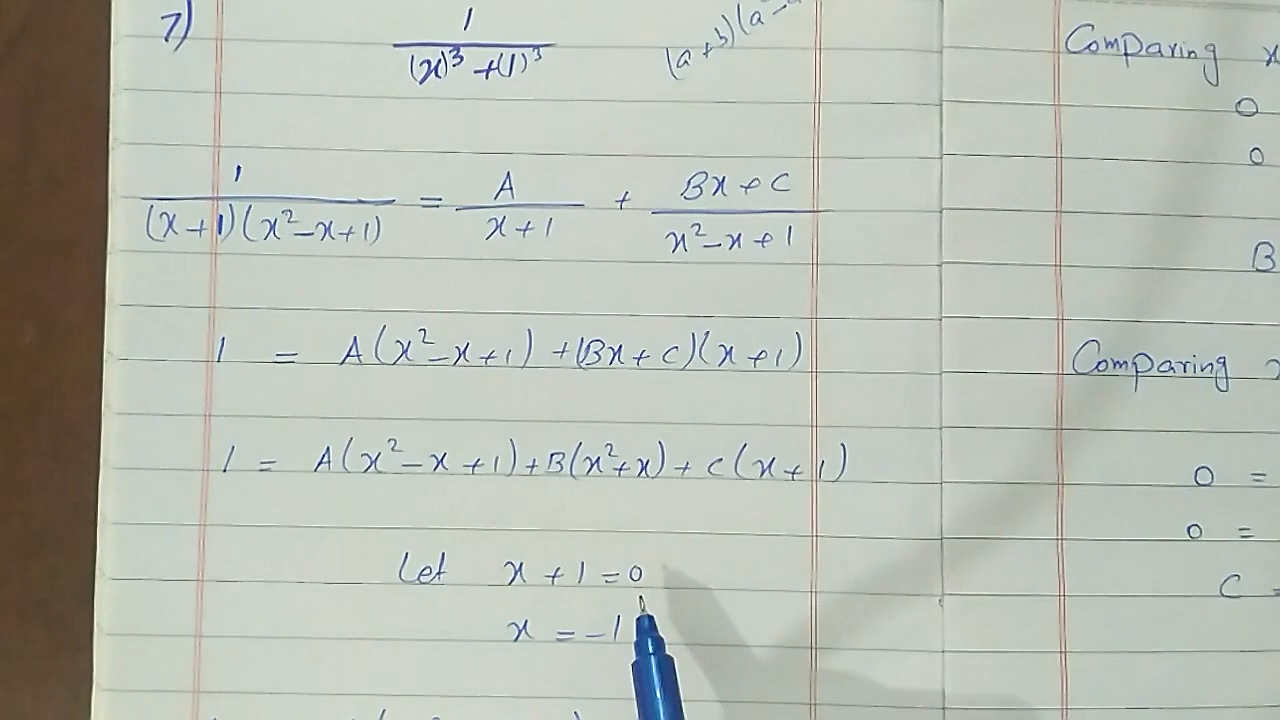 7) 1 / (x)³ + (1)³ (a+b)(a-
1 / (x+1)(x²-x+1) = A / x+1 + Bx+C / x²-x+1
1 = A(x²-x+1) + (Bx+C)(x+1)
1 = A(x²-x+1)+B(x²+x)+C(x+1)
Let x+1=0
x = -1
Comparing x
0
0
B
Comparing
0 =
0 =
C =